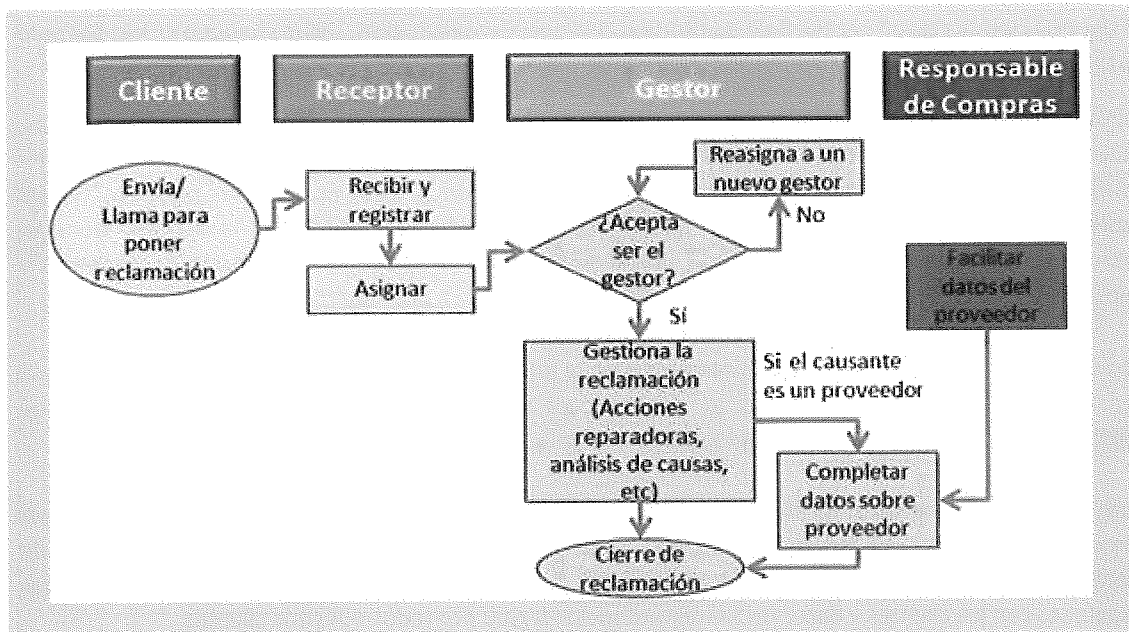 Cliente
Receptor
Gestor
Responsable
de Compras
Envía/
Llama para
poner
reclamación
Recibir y
registrar
Asignar
¿Acepta
ser el
gestor?
Reasigna a un
nuevo gestor
No
Sí
Facilitar
datos del
proveedor
Gestiona la
reclamación
(Acciones
reparadoras,
análisis de causas,
etc)
Si el causante
es un proveedor
Completar
datos sobre
proveedor
Cierre de
reclamación